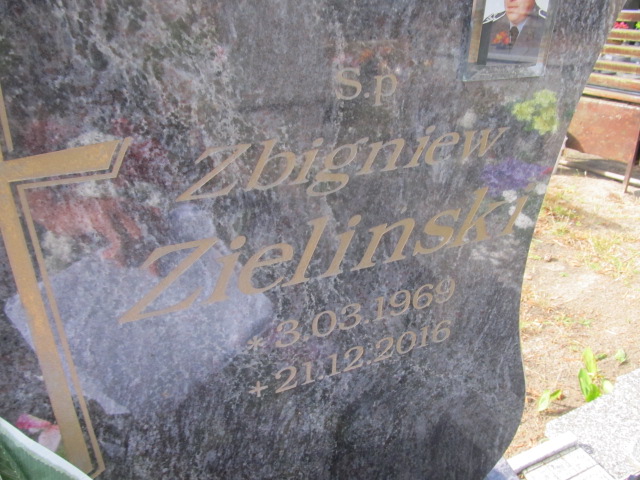 S.p
Zbigniew
Zielinski
* 3.03.1969
+ 21.12.2016